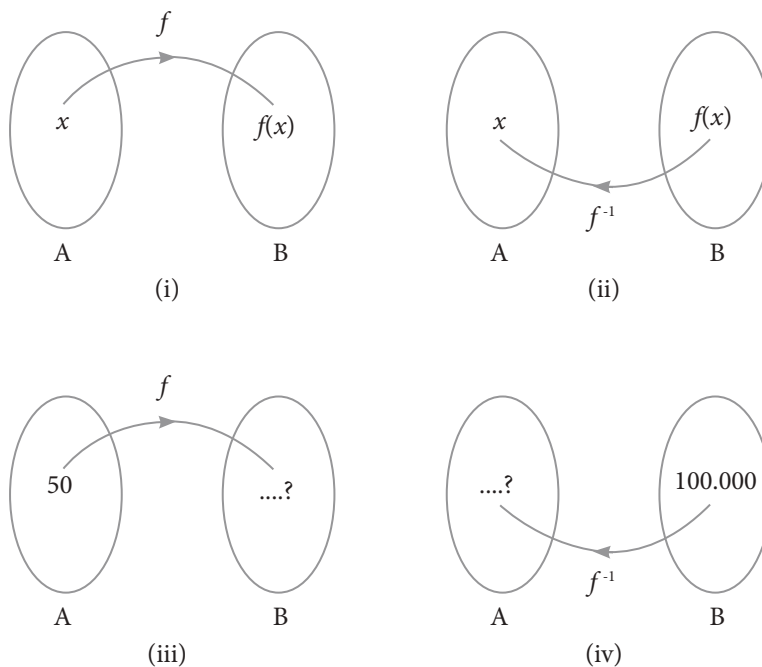 f f(x)
x f(x) x
f⁻¹
A B A B
(i) (ii)
f
50 ....? ....? 100.000
f⁻¹
A B A B
(iii) (iv)